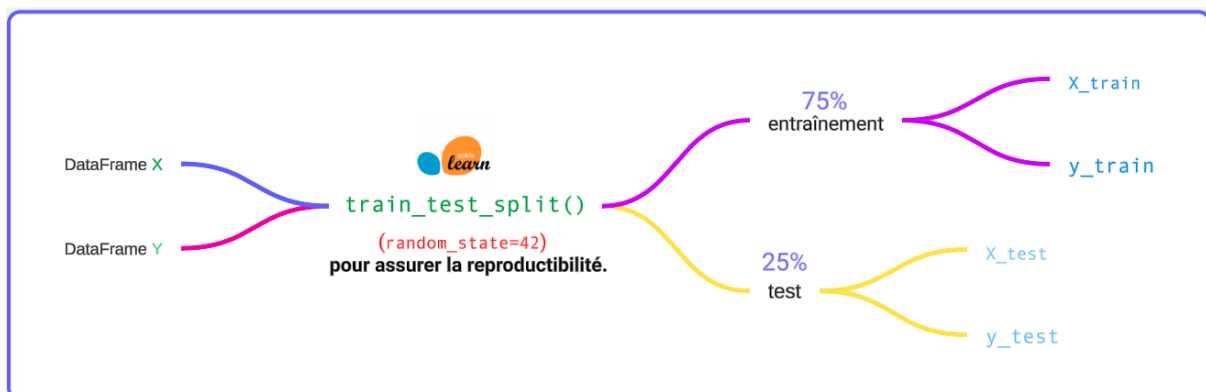 DataFrame X
DataFrame Y
learn
train_test_split()
(random_state=42)
pour assurer la reproductibilité.
75%
entraînement
X_train
y_train
25%
test
X_test
y_test